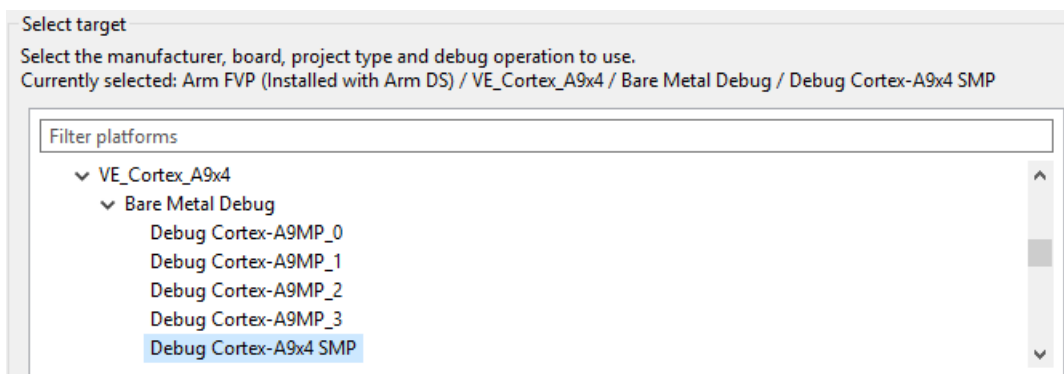 Select target
Select the manufacturer, board, project type and debug operation to use.
Currently selected: Arm FVP (Installed with Arm DS) / VE_Cortex_A9x4 / Bare Metal Debug / Debug Cortex-A9x4 SMP
Filter platforms
VE_Cortex_A9x4
Bare Metal Debug
Debug Cortex-A9MP_0
Debug Cortex-A9MP_1
Debug Cortex-A9MP_2
Debug Cortex-A9MP_3
Debug Cortex-A9x4 SMP